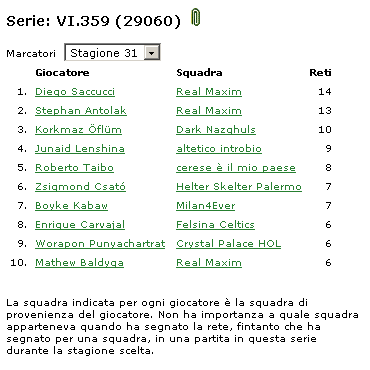 Serie: VI.359 (29060)
Marcatori Stagione 31
Giocatore Squadra Reti
1. Diego Saccucci Real Maxim 14
2. Stephan Antolak Real Maxim 13
3. Korkmaz Öflüm Dark Nazghuls 10
4. Junaid Lenshina altetico introbio 9
5. Roberto Taibo cerese è il mio paese 8
6. Zsigmond Csató Helter Skelter Palermo 7
7. Boyke Kabaw Milan4Ever 7
8. Enrique Carvajal Felsina Celtics 6
9. Worapon Punyachartrat Crystal Palace HOL 6
10. Mathew Baldyga Real Maxim 6
La squadra indicata per ogni giocatore è la squadra di
provenienza del giocatore. Non ha importanza a quale squadra
apparteneva quando ha segnato la rete, fintanto che ha
segnato per una squadra, in una partita in questa serie
durante la stagione scelta.